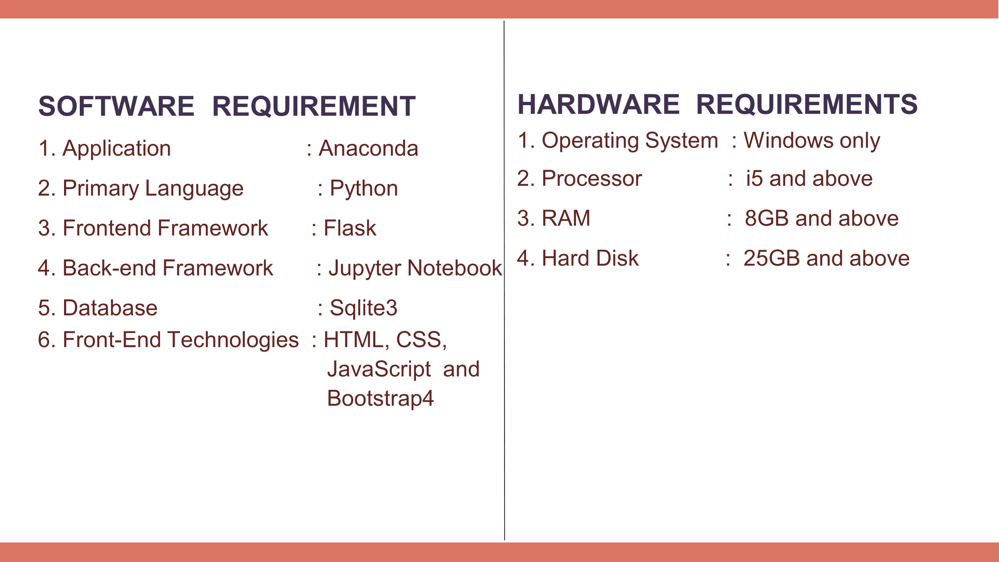 SOFTWARE REQUIREMENT
1. Application : Anaconda
2. Primary Language : Python
3. Frontend Framework : Flask
4. Back-end Framework : Jupyter Notebook
5. Database : Sqlite3
6. Front-End Technologies : HTML, CSS,
JavaScript and
Bootstrap4
HARDWARE REQUIREMENTS
1. Operating System : Windows only
2. Processor : i5 and above
3. RAM : 8GB and above
4. Hard Disk : 25GB and above